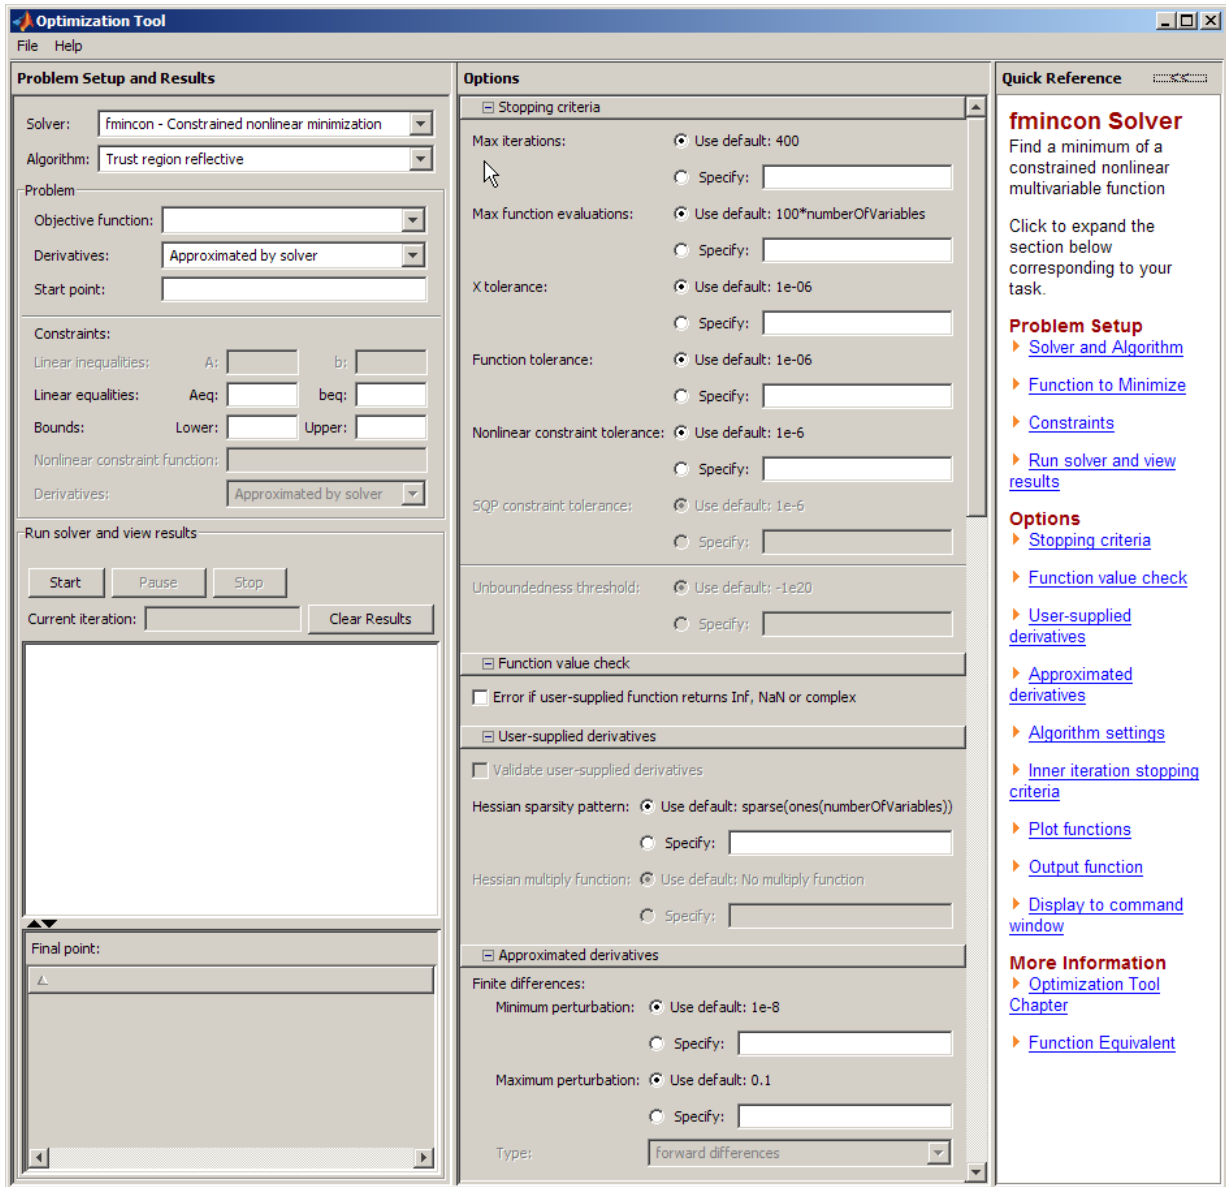 Optimization Tool
File Help
Problem Setup and Results
Solver: fmincon - Constrained nonlinear minimization
Algorithm: Trust region reflective
Problem
Objective function:
Derivatives: Approximated by solver
Start point:
Constraints:
Linear inequalities: A: b:
Linear equalities: Aeq: beq:
Bounds: Lower: Upper:
Nonlinear constraint function:
Derivatives: Approximated by solver
Run solver and view results
Start Pause Stop
Current iteration: Clear Results
Final point:
Options
Stopping criteria
Max iterations: Use default: 400
Specify:
Max function evaluations: Use default: 100*numberOfVariables
Specify:
X tolerance: Use default: 1e-06
Specify:
Function tolerance: Use default: 1e-06
Specify:
Nonlinear constraint tolerance: Use default: 1e-6
Specify:
SQP constraint tolerance: Use default: 1e-6
Specify:
Unboundedness threshold: Use default: -1e20
Specify:
Function value check
Error if user-supplied function returns Inf, NaN or complex
User-supplied derivatives
Validate user-supplied derivatives
Hessian sparsity pattern: Use default: sparse(ones(numberOfVariables))
Specify:
Hessian multiply function: Use default: No multiply function
Specify:
Approximated derivatives
Finite differences:
Minimum perturbation: Use default: 1e-8
Specify:
Maximum perturbation: Use default: 0.1
Specify:
Type: forward differences
Quick Reference <<
fmincon Solver
Find a minimum of a
constrained nonlinear
multivariable function
Click to expand the
section below
corresponding to your
task.
Problem Setup
Solver and Algorithm
Function to Minimize
Constraints
Run solver and view
results
Options
Stopping criteria
Function value check
User-supplied
derivatives
Approximated
derivatives
Algorithm settings
Inner iteration stopping
criteria
Plot functions
Output function
Display to command
window
More Information
Optimization Tool
Chapter
Function Equivalent